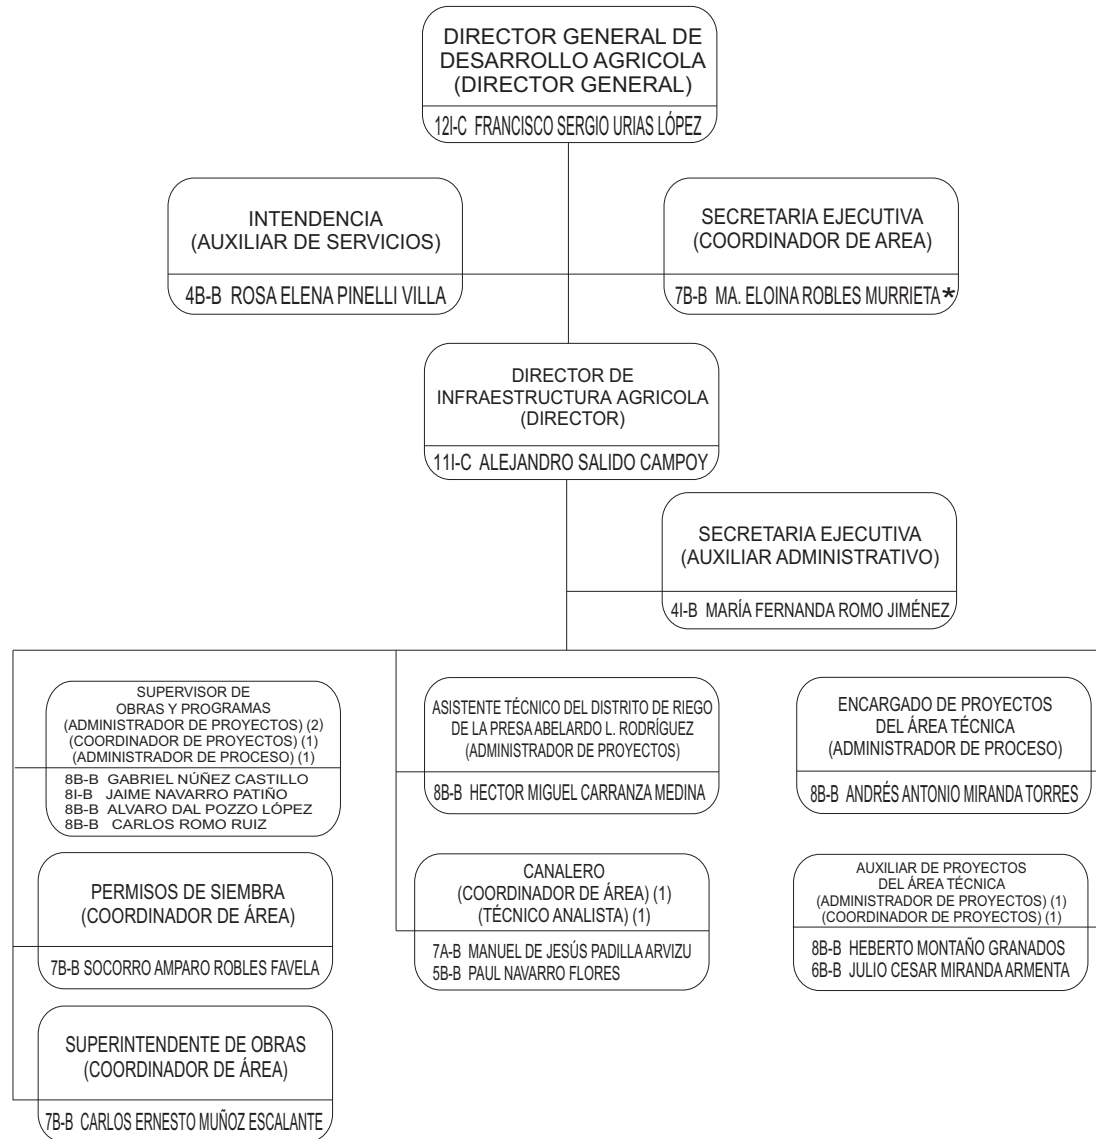 DIRECTOR GENERAL DE
DESARROLLO AGRICOLA
(DIRECTOR GENERAL)
12I-C FRANCISCO SERGIO URIAS LÓPEZ
INTENDENCIA
(AUXILIAR DE SERVICIOS)
4B-B ROSA ELENA PINELLI VILLA
SECRETARIA EJECUTIVA
(COORDINADOR DE AREA)
7B-B MA. ELOINA ROBLES MURRIETA*
DIRECTOR DE
INFRAESTRUCTURA AGRICOLA
(DIRECTOR)
11I-C ALEJANDRO SALIDO CAMPOY
SECRETARIA EJECUTIVA
(AUXILIAR ADMINISTRATIVO)
4I-B MARÍA FERNANDA ROMO JIMÉNEZ
SUPERVISOR DE
OBRAS Y PROGRAMAS
(ADMINISTRADOR DE PROYECTOS) (2)
(COORDINADOR DE PROYECTOS) (1)
(ADMINISTRADOR DE PROCESO) (1)
8B-B GABRIEL NÚÑEZ CASTILLO
8I-B JAIME NAVARRO PATIÑO
8B-B ALVARO DAL POZZO LÓPEZ
8B-B CARLOS ROMO RUIZ
PERMISOS DE SIEMBRA
(COORDINADOR DE ÁREA)
7B-B SOCORRO AMPARO ROBLES FAVELA
SUPERINTENDENTE DE OBRAS
(COORDINADOR DE ÁREA)
7B-B CARLOS ERNESTO MUÑOZ ESCALANTE
ASISTENTE TÉCNICO DEL DISTRITO DE RIEGO
DE LA PRESA ABELARDO L. RODRÍGUEZ
(ADMINISTRADOR DE PROYECTOS)
8B-B HECTOR MIGUEL CARRANZA MEDINA
CANALERO
(COORDINADOR DE ÁREA) (1)
(TÉCNICO ANALISTA) (1)
7A-B MANUEL DE JESÚS PADILLA ARVIZU
5B-B PAUL NAVARRO FLORES
ENCARGADO DE PROYECTOS
DEL ÁREA TÉCNICA
(ADMINISTRADOR DE PROCESO)
8B-B ANDRÉS ANTONIO MIRANDA TORRES
AUXILIAR DE PROYECTOS
DEL ÁREA TÉCNICA
(ADMINISTRADOR DE PROYECTOS) (1)
(COORDINADOR DE PROYECTOS) (1)
8B-B HEBERTO MONTAÑO GRANADOS
6B-B JULIO CESAR MIRANDA ARMENTA